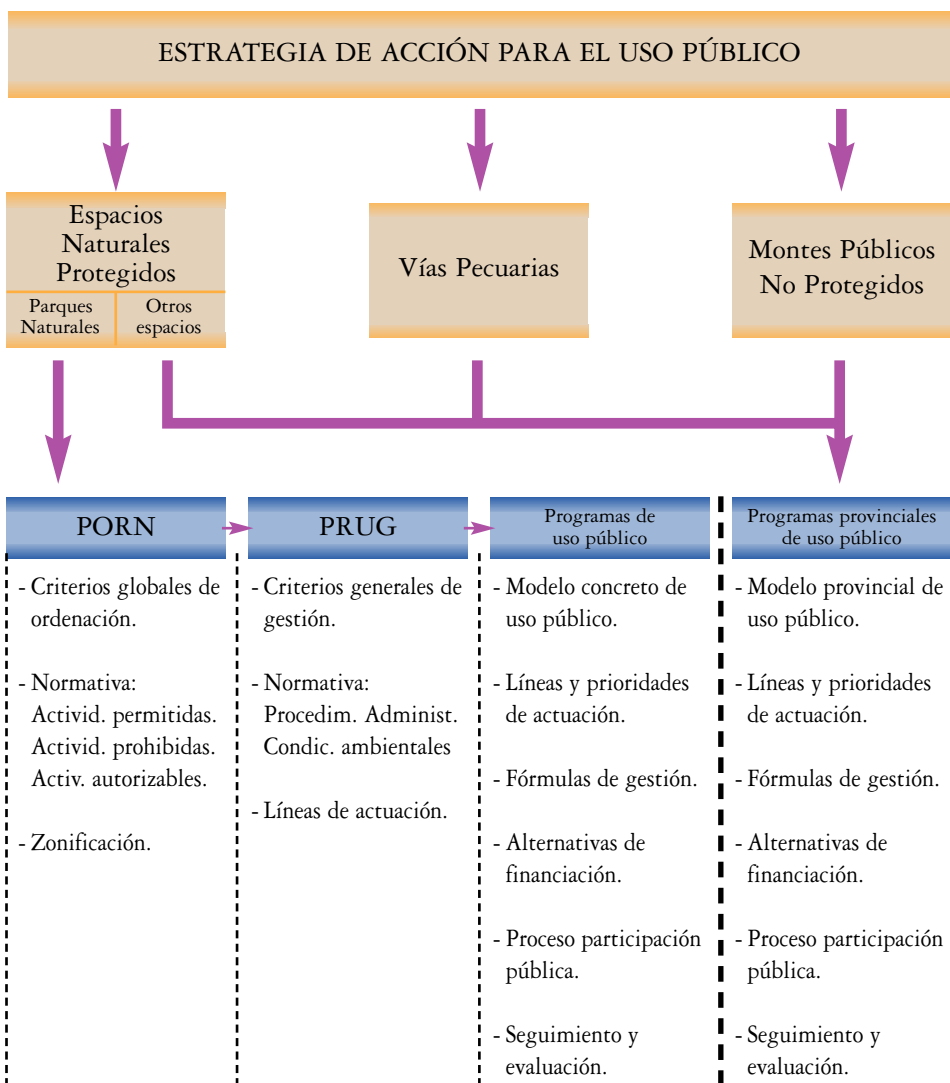 ESTRATEGIA DE ACCIÓN PARA EL USO PÚBLICO
Espacios
Naturales
Protegidos
Parques
Naturales
Otros
espacios
Vías Pecuarias
Montes Públicos
No Protegidos
PORN
- Criterios globales de
ordenación.
- Normativa:
Activid. permitidas.
Activid. prohibidas.
Activ. autorizables.
- Zonificación.
PRUG
- Criterios generales de
gestión.
- Normativa:
Procedim. Administ.
Condic. ambientales
- Líneas de actuación.
Programas de
uso público
- Modelo concreto de
uso público.
- Líneas y prioridades
de actuación.
- Fórmulas de gestión.
- Alternativas de
financiación.
- Proceso participación
pública.
- Seguimiento y
evaluación.
Programas provinciales
de uso público
- Modelo provincial de
uso público.
- Líneas y prioridades
de actuación.
- Fórmulas de gestión.
- Alternativas de
financiación.
- Proceso participación
pública.
- Seguimiento y
evaluación.